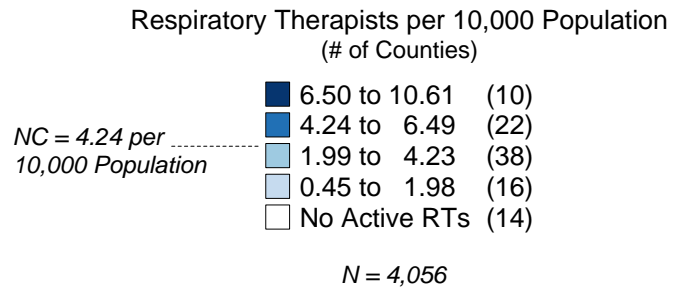 Respiratory Therapists per 10,000 Population
(# of Counties)
6.50 to 10.61 (10)
4.24 to 6.49 (22)
NC = 4.24 per
10,000 Population
1.99 to 4.23 (38)
0.45 to 1.98 (16)
No Active RTs (14)
N = 4,056